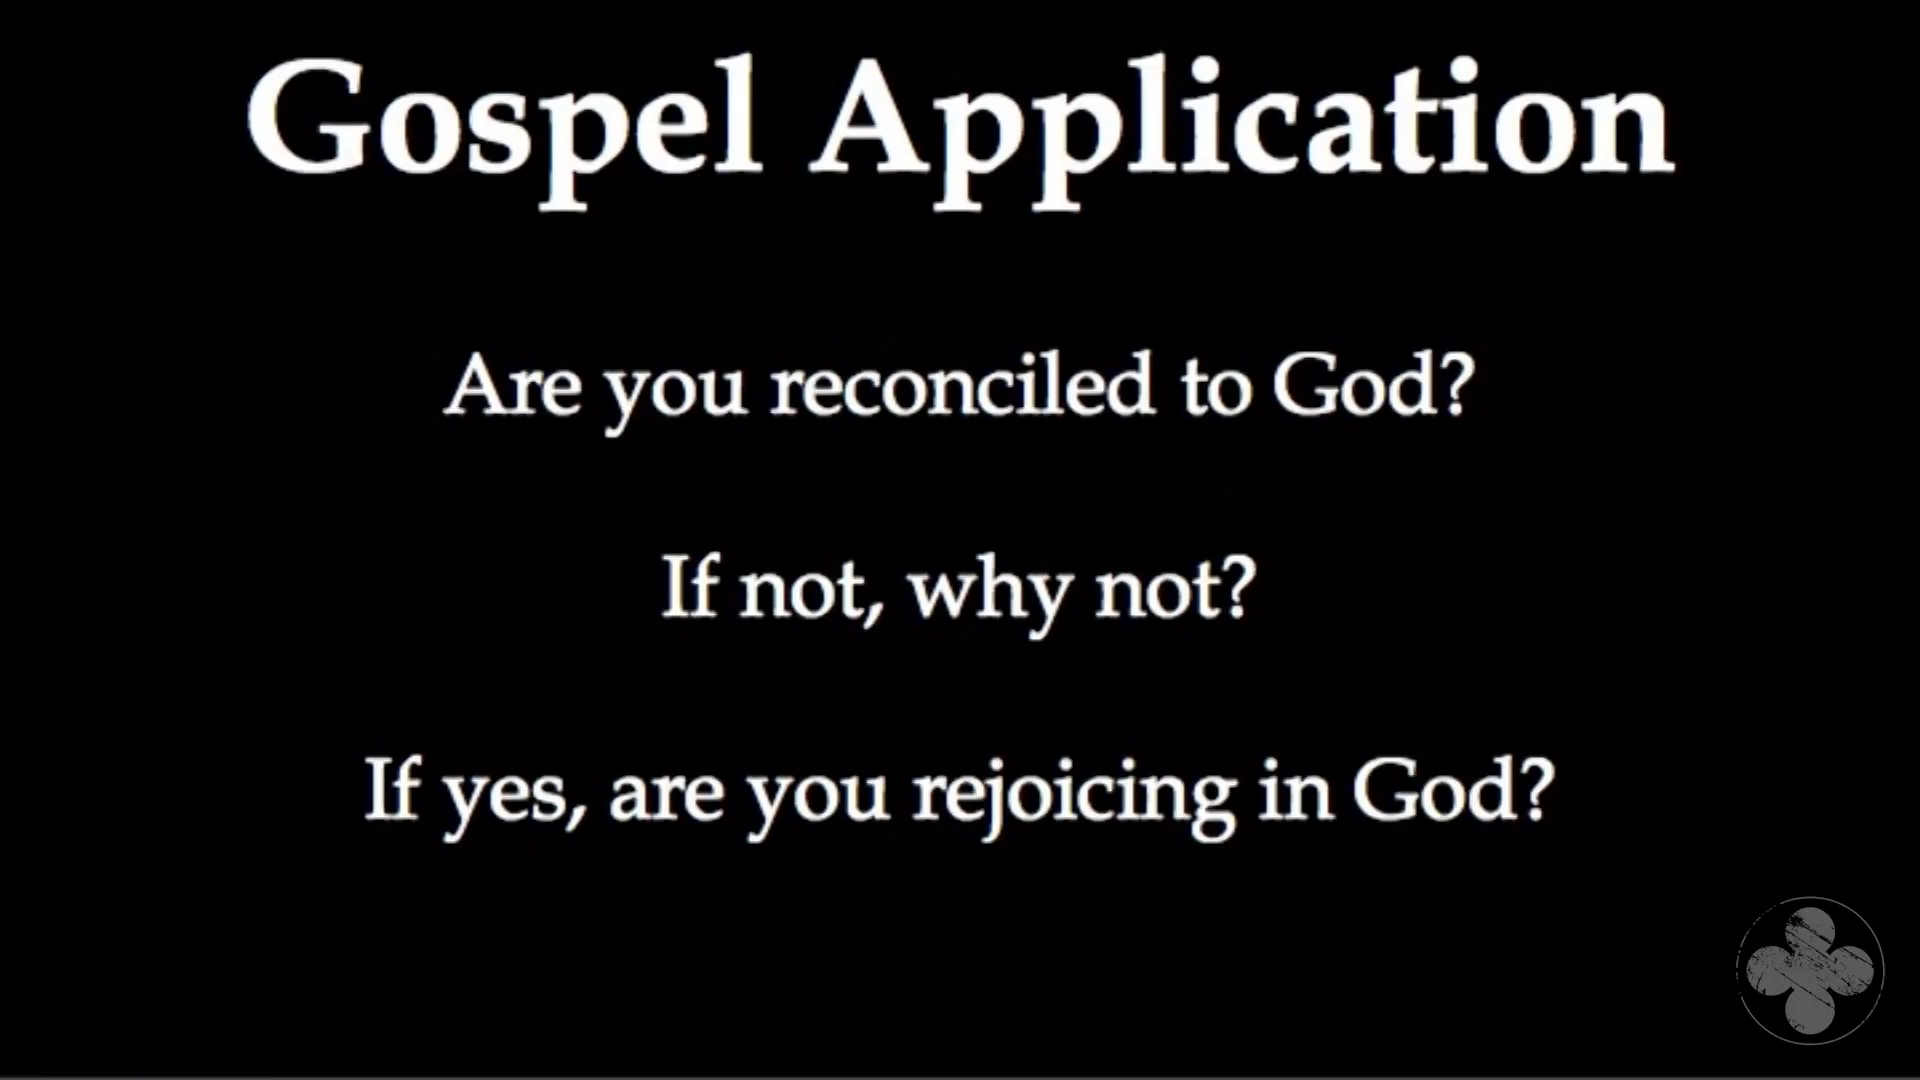 Gospel Application
Are you reconciled to God?
If not, why not?
If yes, are you rejoicing in God?